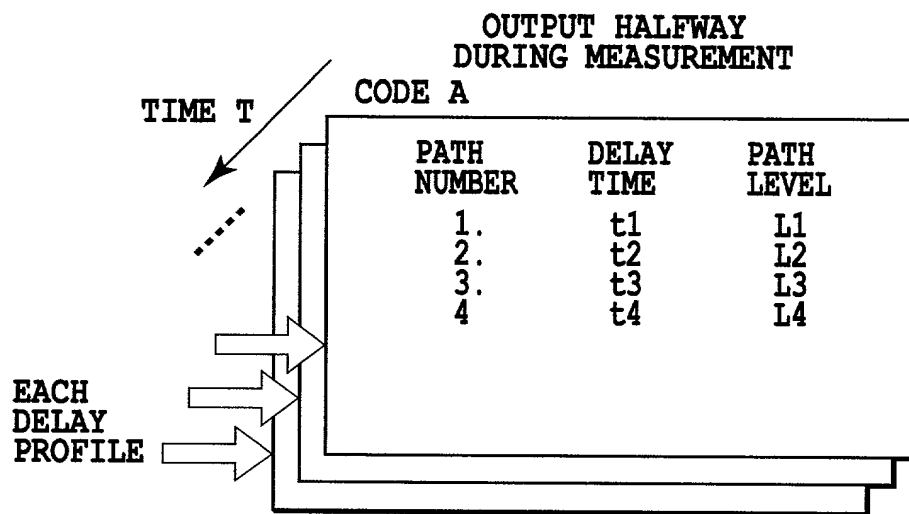 OUTPUT HALFWAY
DURING MEASUREMENT
TIME T
CODE A
PATH NUMBER DELAY TIME PATH LEVEL
1. t1 L1
2. t2 L2
3. t3 L3
4 t4 L4
EACH
DELAY
PROFILE